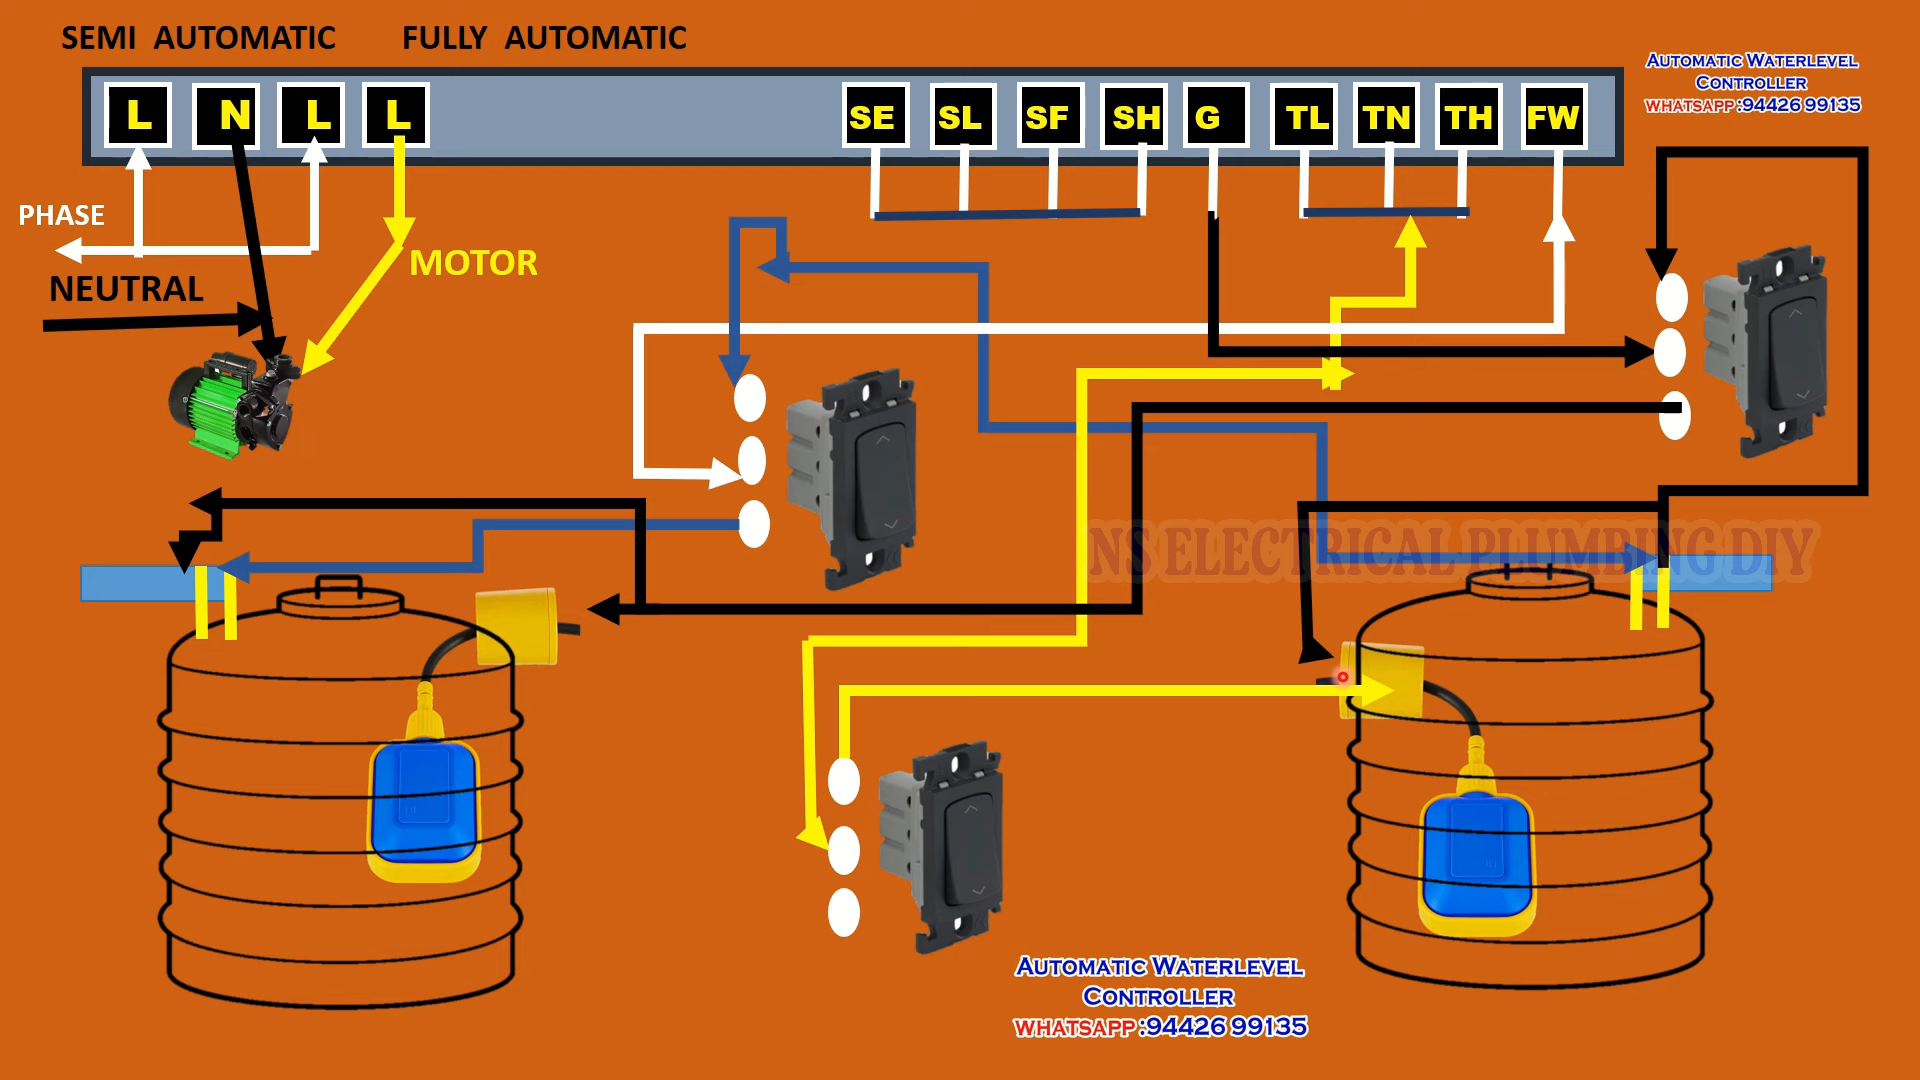 SEMI AUTOMATIC FULLY AUTOMATIC
AUTOMATIC WATERLEVEL
CONTROLLER
WHATSAPP :94426 99135
L N L L SE SL SF SH G TL TN TH FW
PHASE
MOTOR
NEUTRAL
NS ELECTRICAL PLUMBING DIY
AUTOMATIC WATERLEVEL
CONTROLLER
WHATSAPP :94426 99135